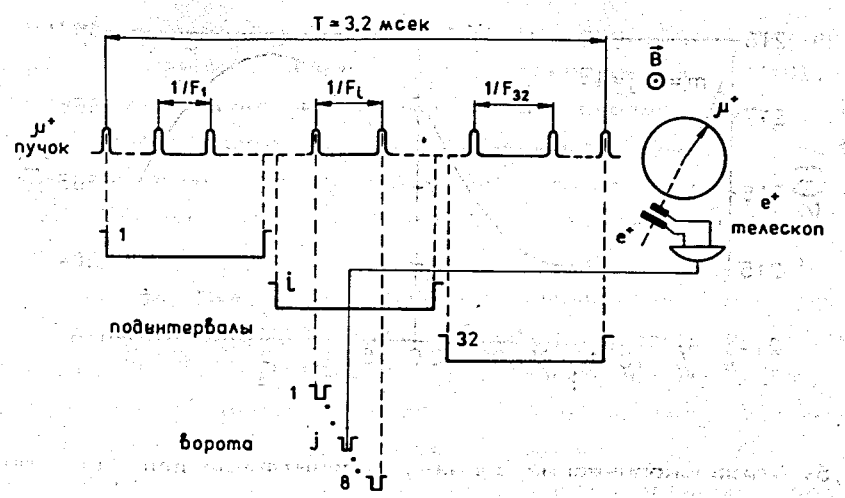 T = 3.2 мсек
1/F₁
1/Fᵢ
1/F₃₂
B⃗
μ⁺
μ⁺
пучок
e⁺
телескоп
e⁺
1
i
подынтервалы
32
1
ворота
j
8